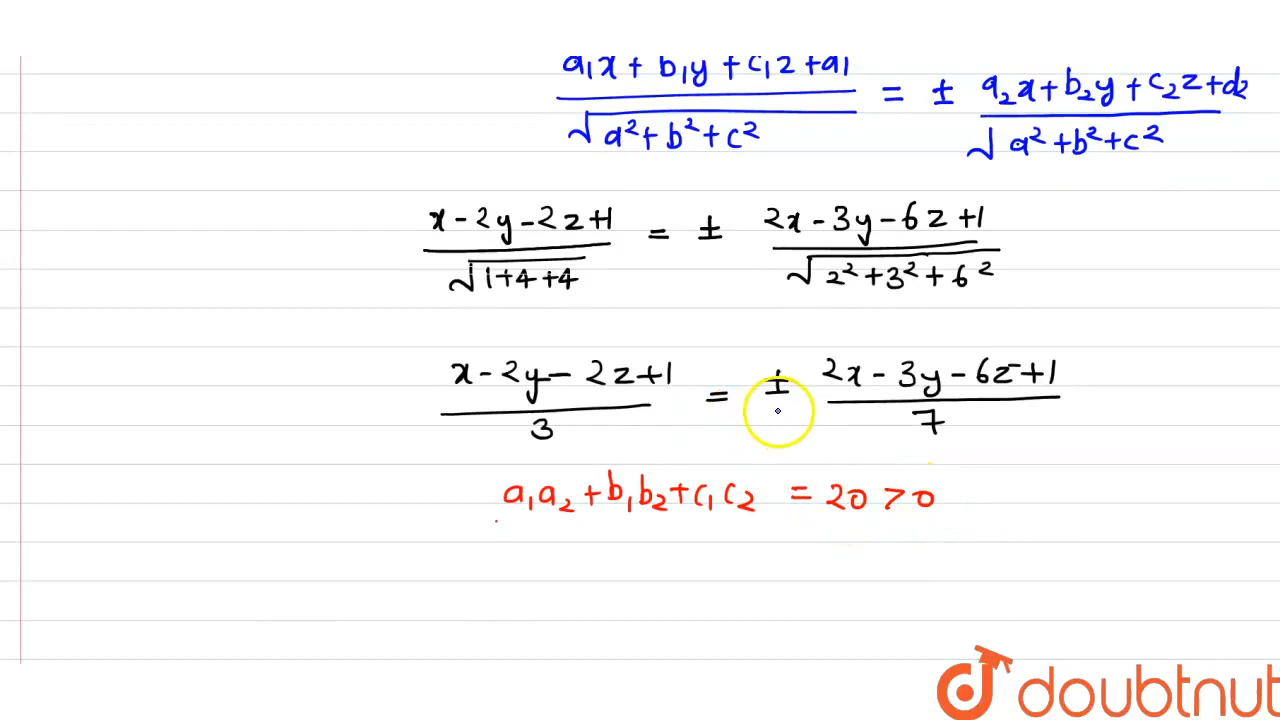 a₁x + b₁y + c₁z + d₁ / √a² + b² + c² = ± a₂x + b₂y + c₂z + d₂ / √a² + b² + c²
x - 2y - 2z + 1 / √1 + 4 + 4 = ± 2x - 3y - 6z + 1 / √2² + 3² + 6²
x - 2y - 2z + 1 / 3 = ± 2x - 3y - 6z + 1 / 7
a₁a₂ + b₁b₂ + c₁c₂ = 20 > 0
doubtnut